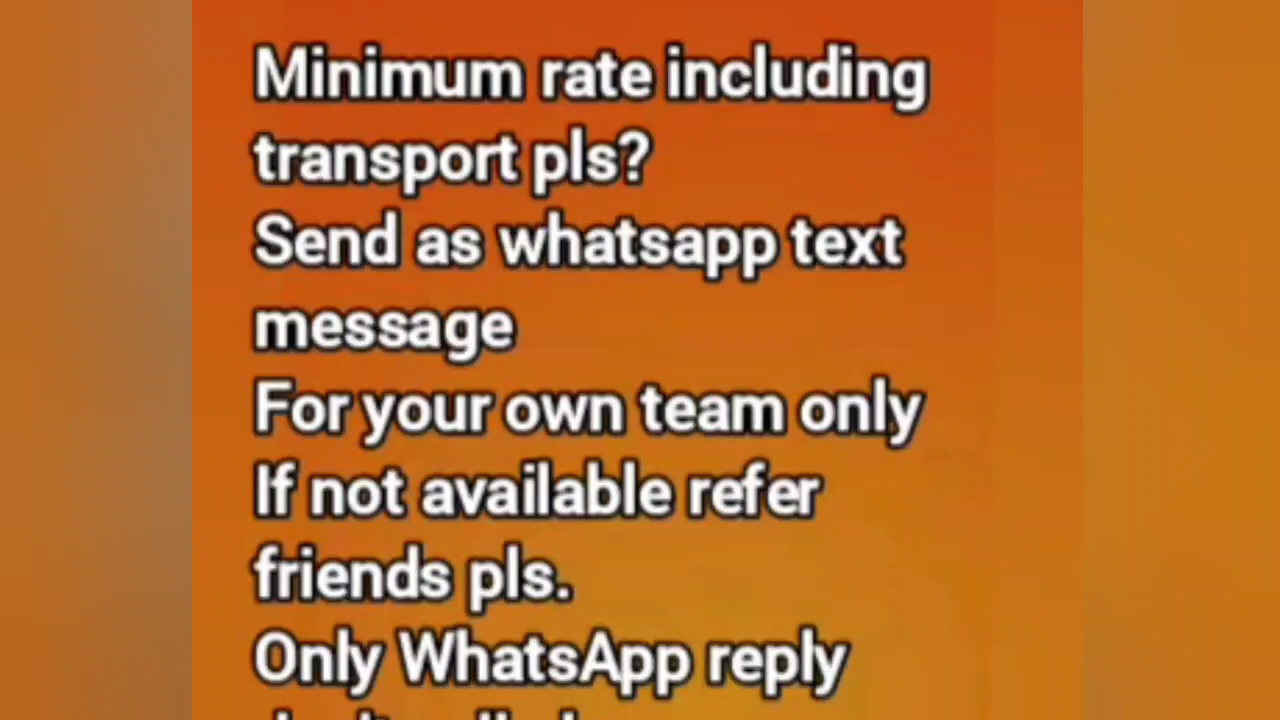 Minimum rate including
transport pls?
Send as whatsapp text
message
For your own team only
If not available refer
friends pls.
Only WhatsApp reply